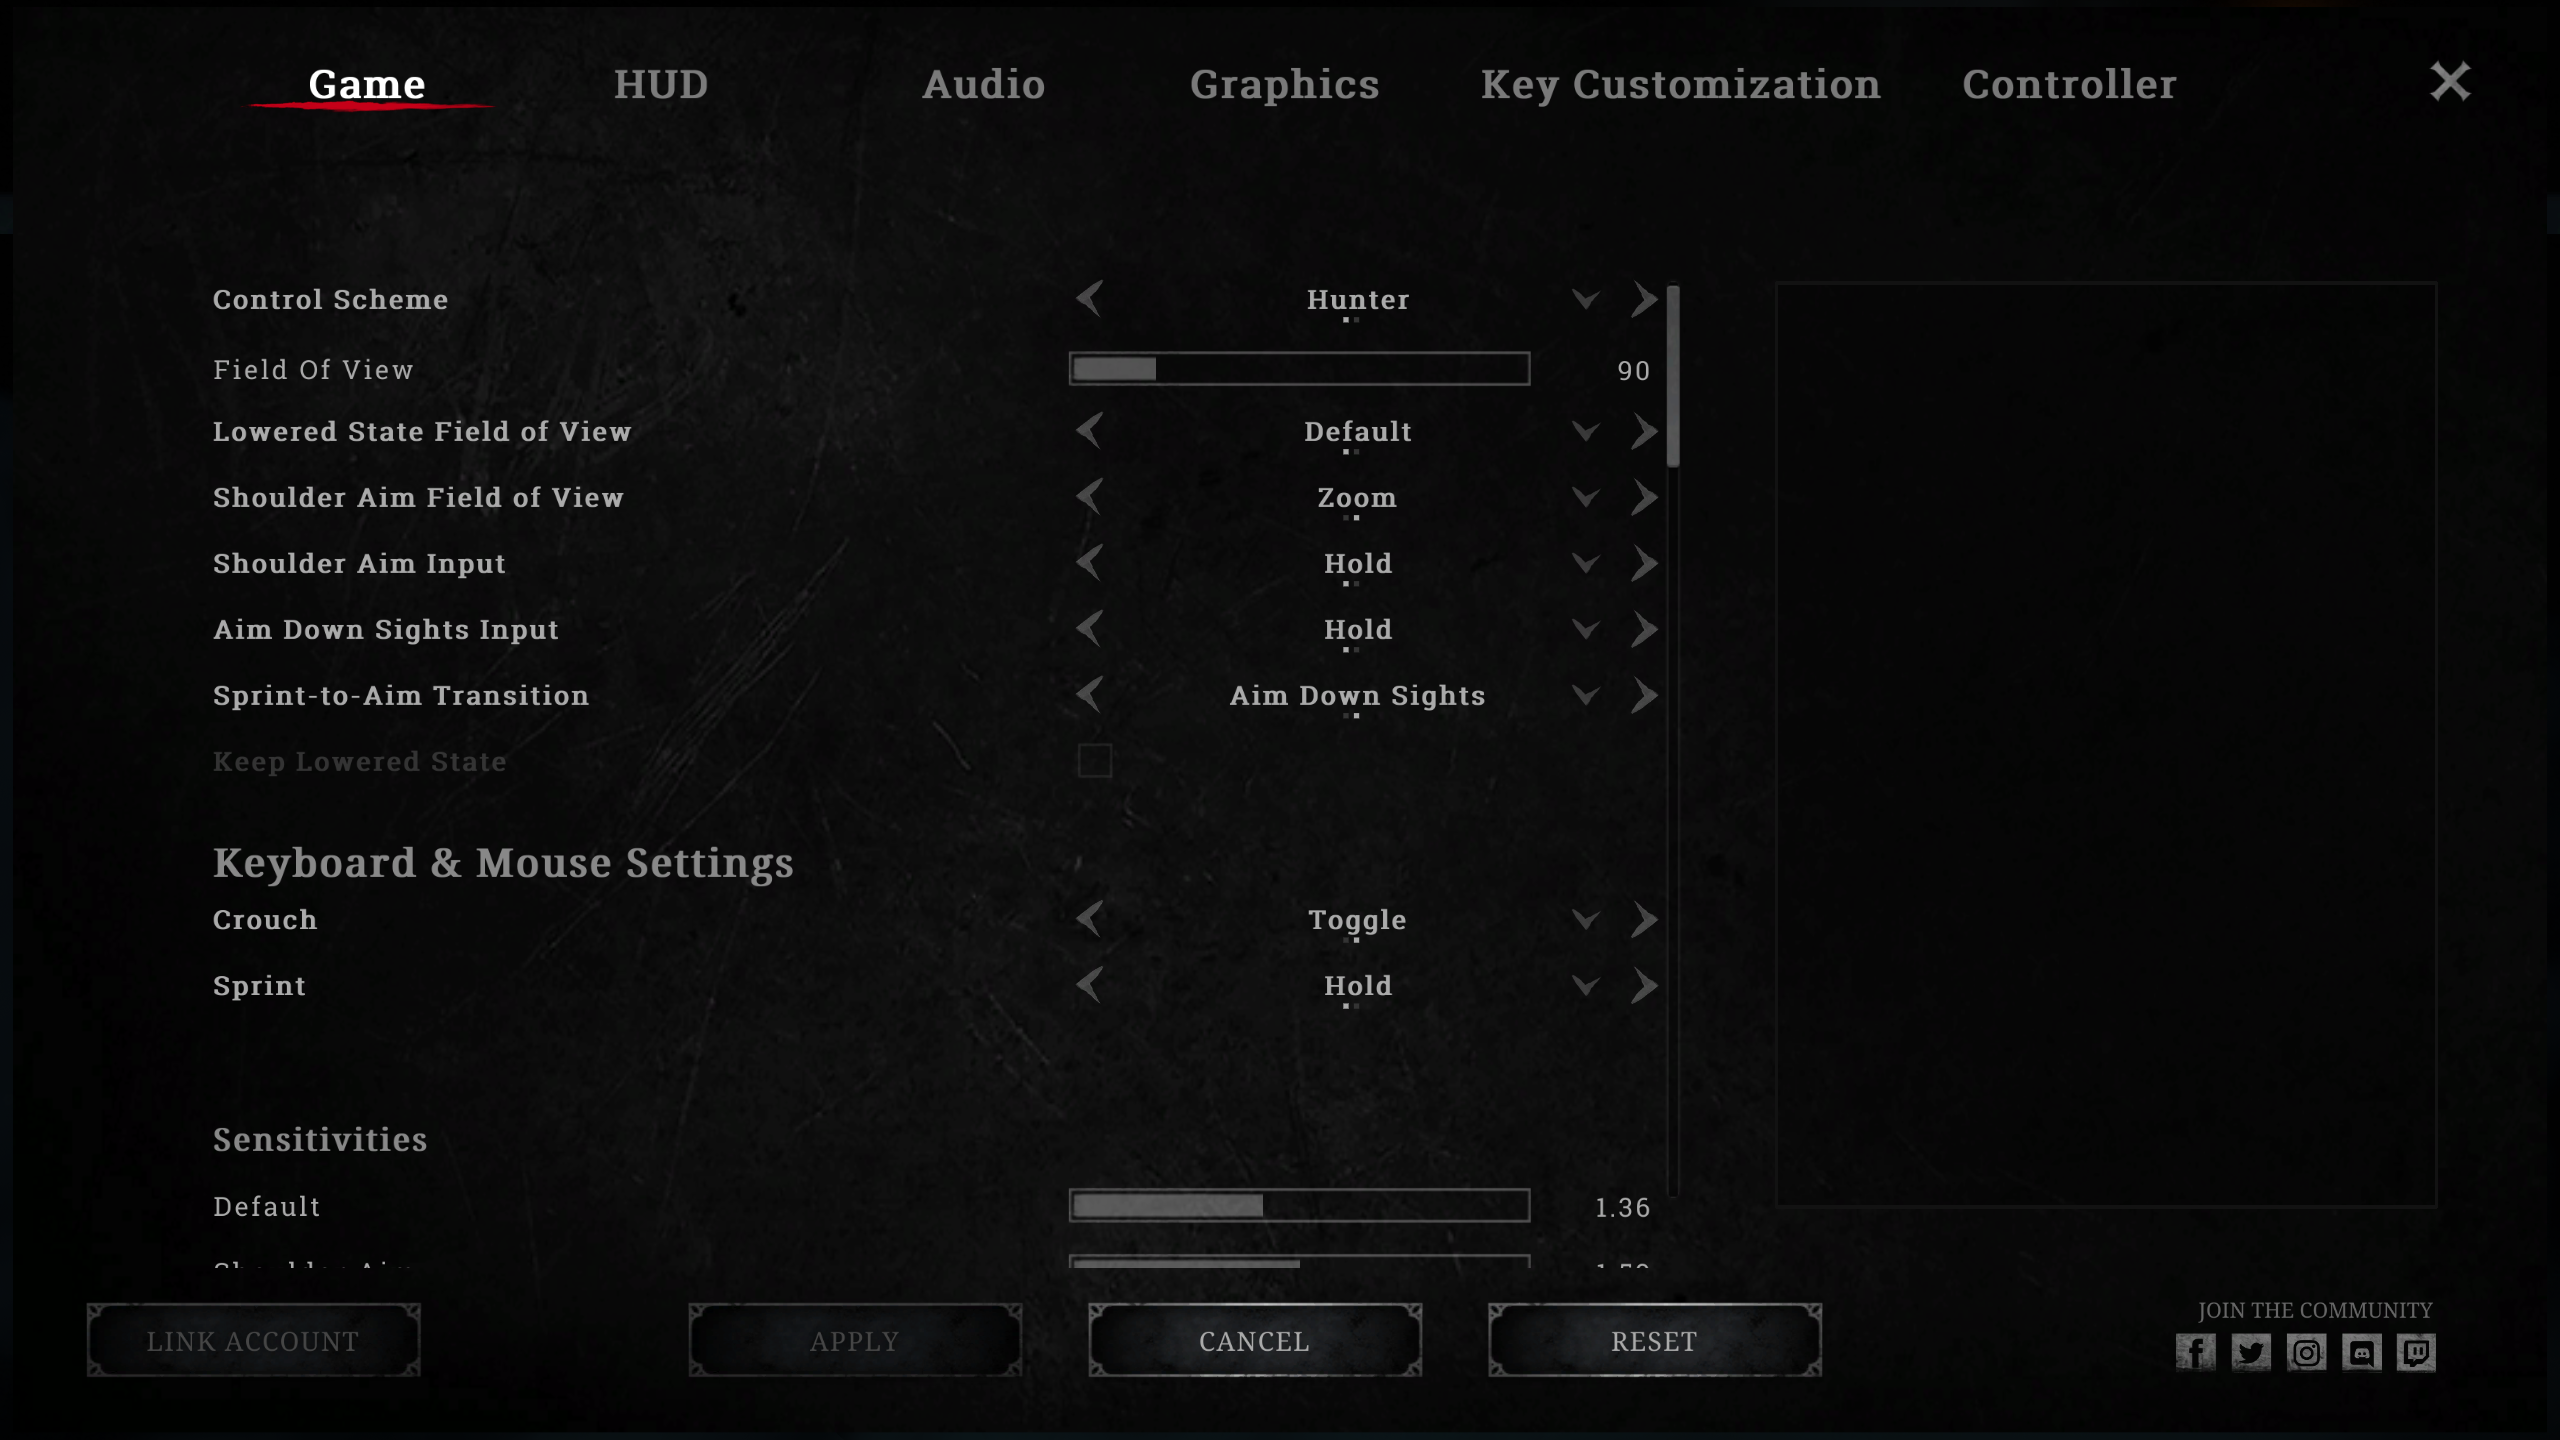 Game HUD Audio Graphics Key Customization Controller
Control Scheme Hunter
Field Of View 90
Lowered State Field of View Default
Shoulder Aim Field of View Zoom
Shoulder Aim Input Hold
Aim Down Sights Input Hold
Sprint-to-Aim Transition Aim Down Sights
Keep Lowered State
Keyboard & Mouse Settings
Crouch Toggle
Sprint Hold
Sensitivities
Default 1.36
Shoulder Aim
LINK ACCOUNT APPLY CANCEL RESET
JOIN THE COMMUNITY